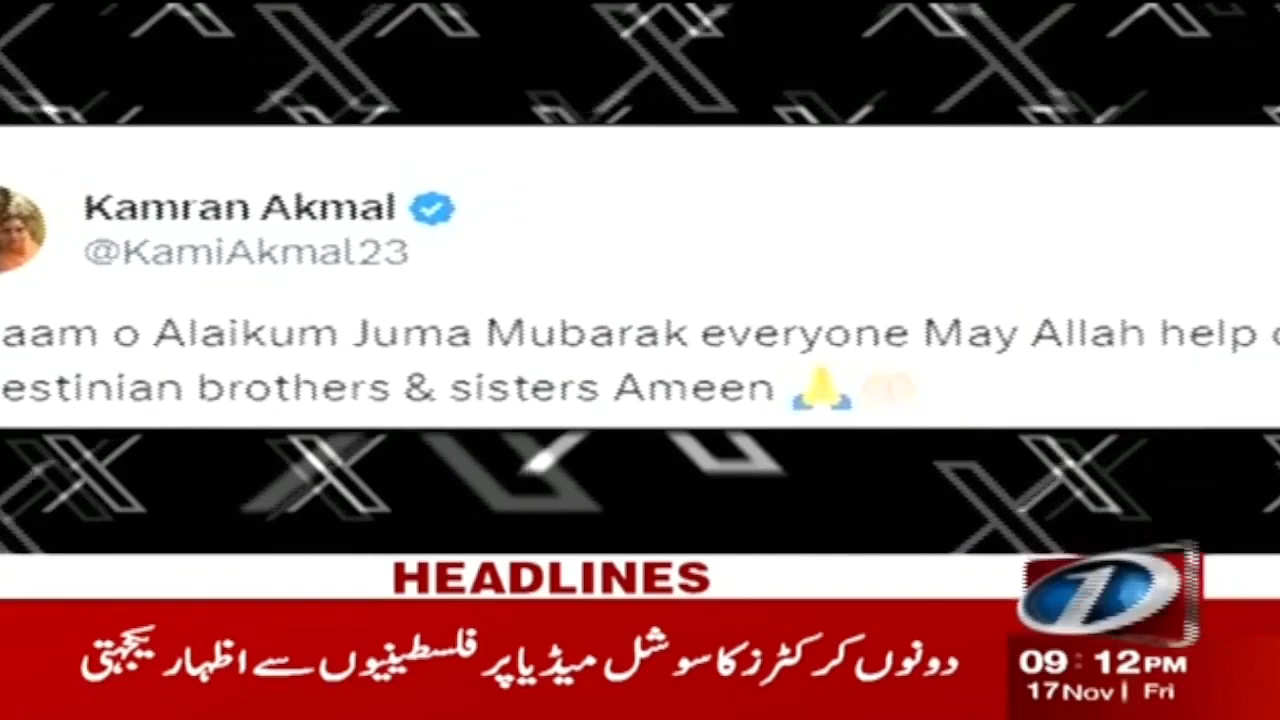 Kamran Akmal
@KamiAkmal23
aam o Alaikum Juma Mubarak everyone May Allah help
estinian brothers & sisters Ameen 🙏🤲🏻
HEADLINES
دونوں کرکٹرز کا سوشل میڈیا پر فلسطینیوں سے اظہار یکجہتی
1
09:12PM
17Nov| Fri